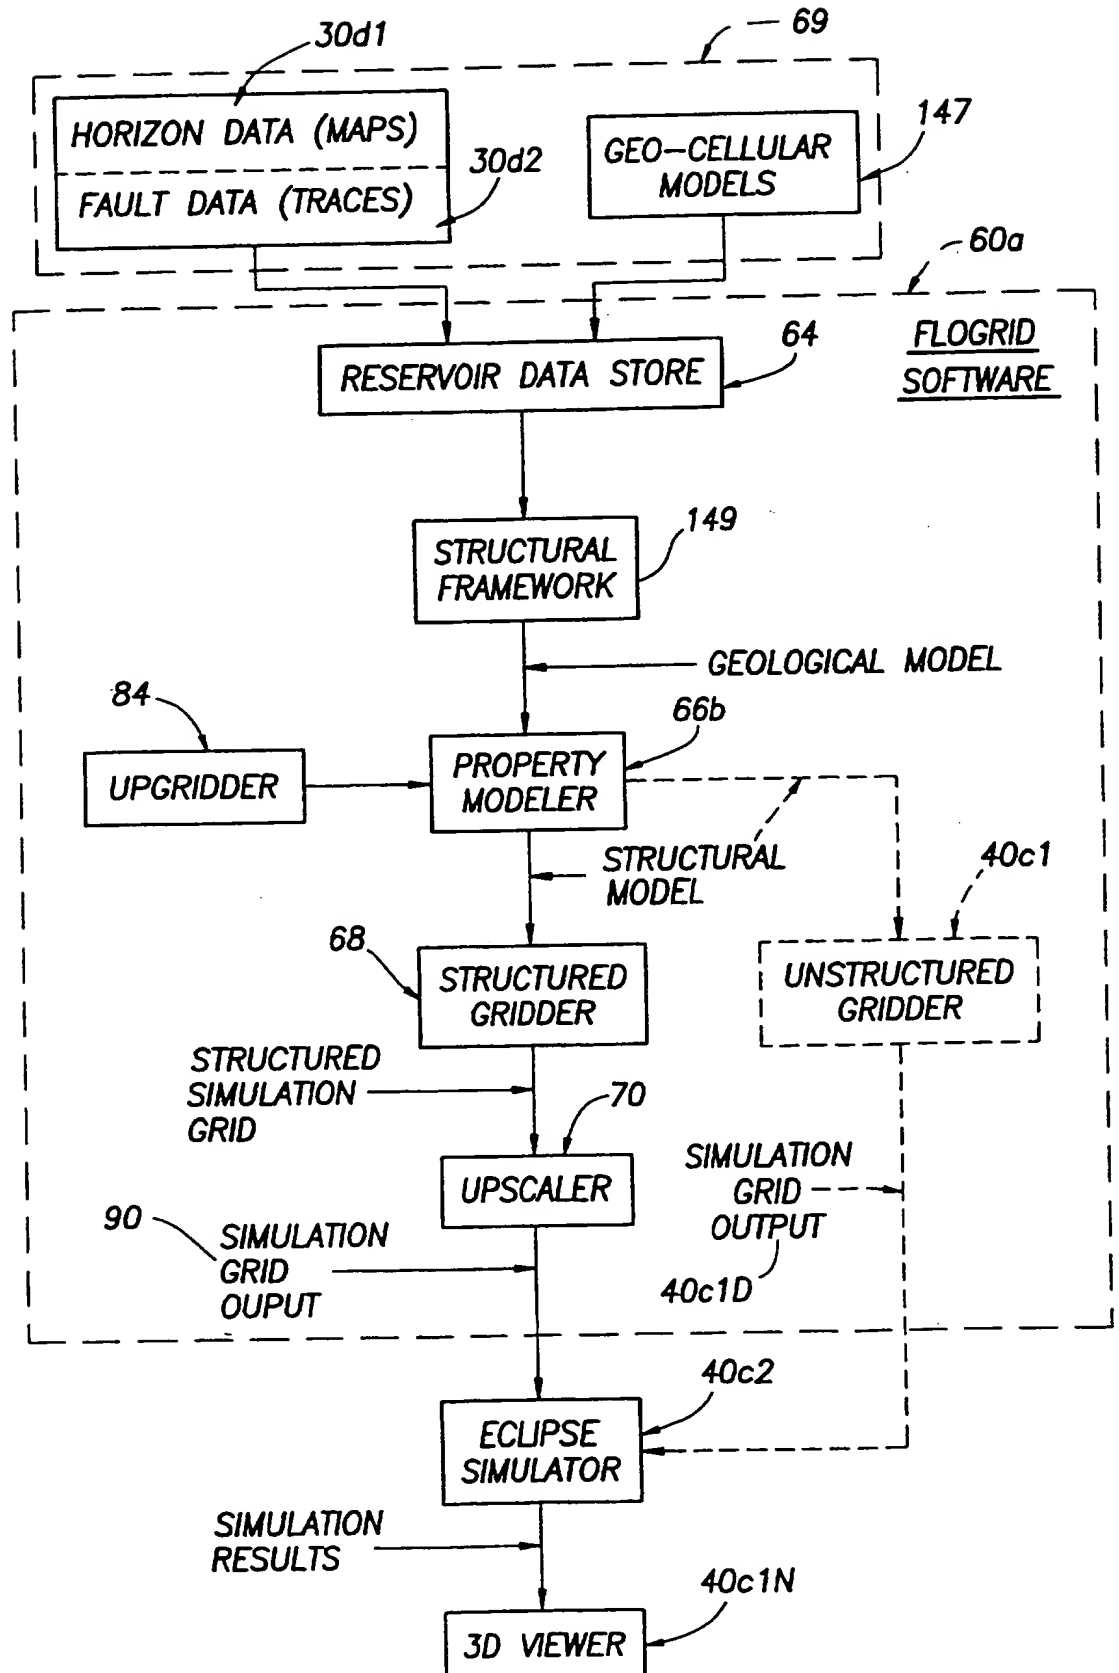 30d1
69
HORIZON DATA (MAPS)
30d2
FAULT DATA (TRACES)
GEO-CELLULAR
MODELS
147
60a
FLOGRID
SOFTWARE
RESERVOIR DATA STORE
64
STRUCTURAL
FRAMEWORK
149
GEOLOGICAL MODEL
84
UPGRIDDER
PROPERTY
MODELER
66b
STRUCTURAL
MODEL
40c1
68
STRUCTURED
GRIDDER
UNSTRUCTURED
GRIDDER
STRUCTURED
SIMULATION
GRID
70
UPSCALER
SIMULATION
GRID
OUTPUT
40c1D
90
SIMULATION
GRID
OUPUT
40c2
ECLIPSE
SIMULATOR
SIMULATION
RESULTS
40c1N
3D VIEWER